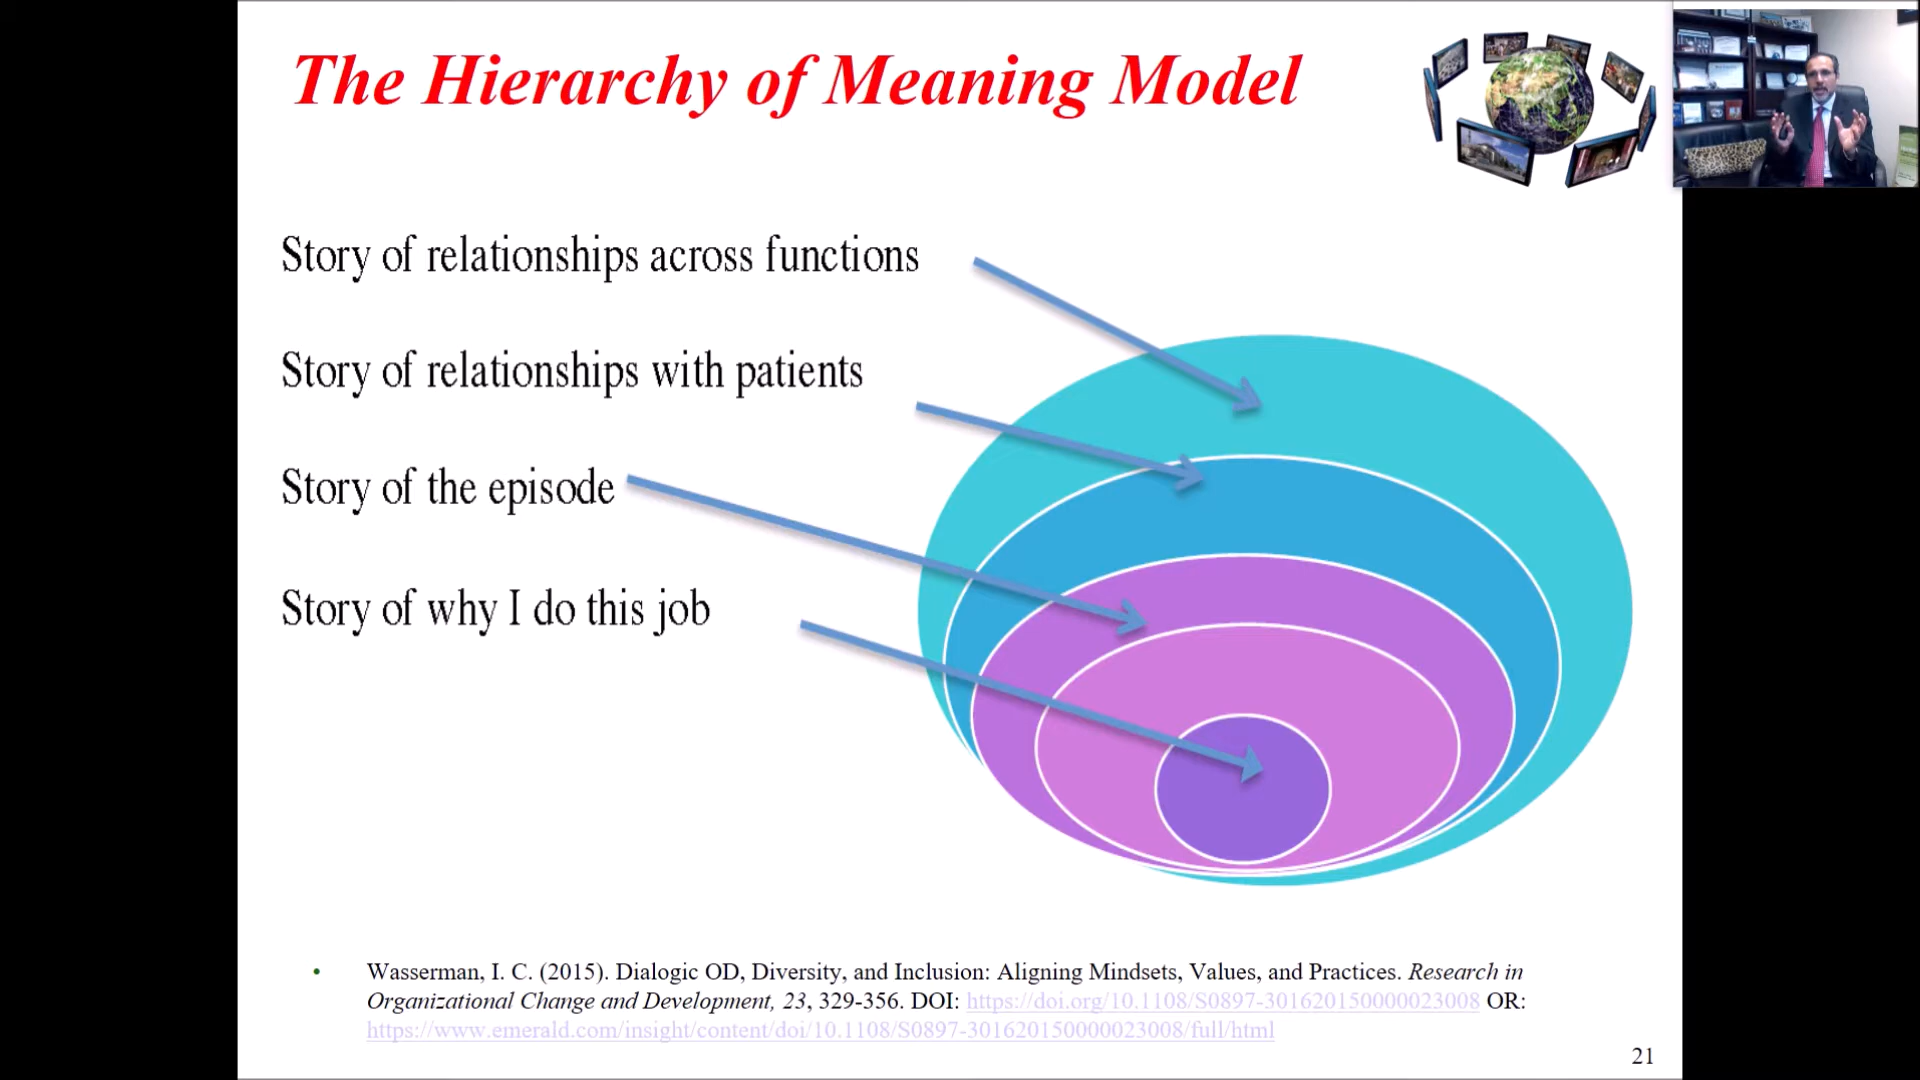 The Hierarchy of Meaning Model
Story of relationships across functions
Story of relationships with patients
Story of the episode
Story of why I do this job
• Wasserman, I. C. (2015). Dialogic OD, Diversity, and Inclusion: Aligning Mindsets, Values, and Practices. Research in
Organizational Change and Development, 23, 329-356. DOI: https://doi.org/10.1108/S0897-301620150000023008 OR:
https://www.emerald.com/insight/content/doi/10.1108/S0897-301620150000023008/full/html
21